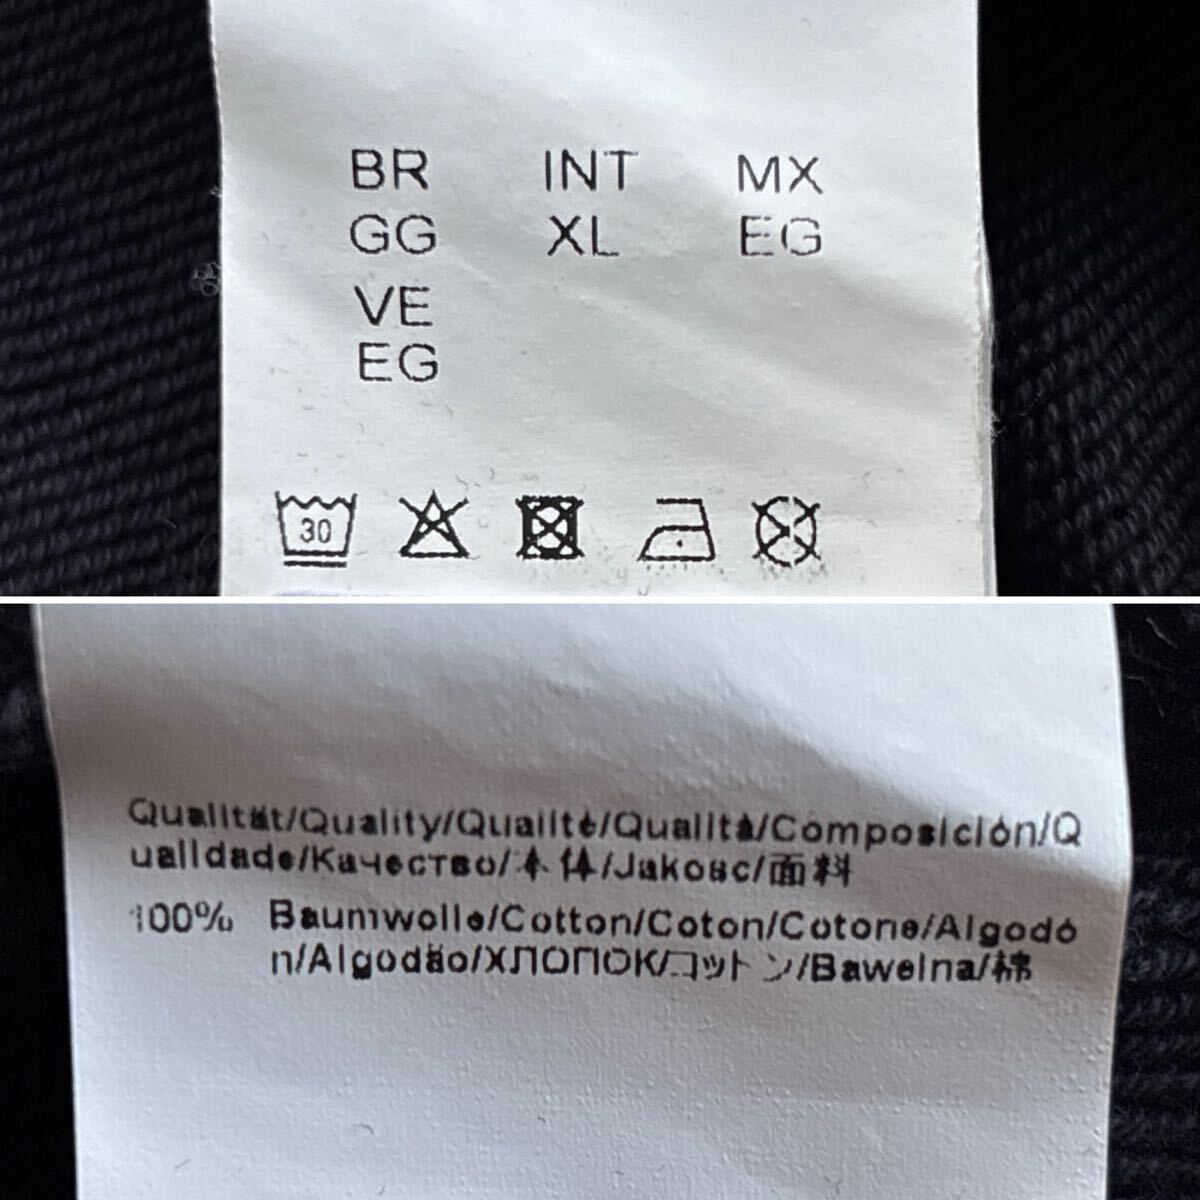 BR INT MX
GG XL EG
VE
EG
30
Qualität/Quality/Qualité/Qualità/Composición/Q
ualidade/Качество/本体/Jakosc/面料
100% Baumwolle/Cotton/Coton/Cotone/Algodó
n/Algodão/ХЛОПОК/コットン/Bawelna/棉